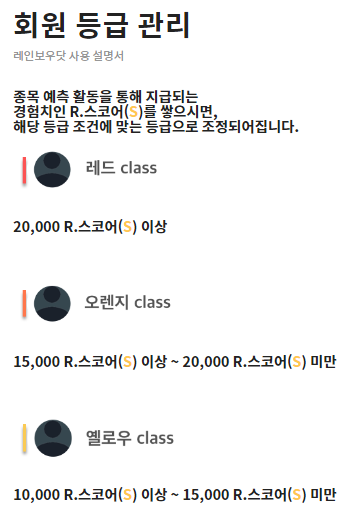 회원 등급 관리
레인보우닷 사용 설명서
종목 예측 활동을 통해 지급되는
경험치인 R.스코어(S)를 쌓으시면,
해당 등급 조건에 맞는 등급으로 조정되어집니다.
레드 class
20,000 R.스코어(S) 이상
오렌지 class
15,000 R.스코어(S) 이상 ~ 20,000 R.스코어(S) 미만
옐로우 class
10,000 R.스코어(S) 이상 ~ 15,000 R.스코어(S) 미만